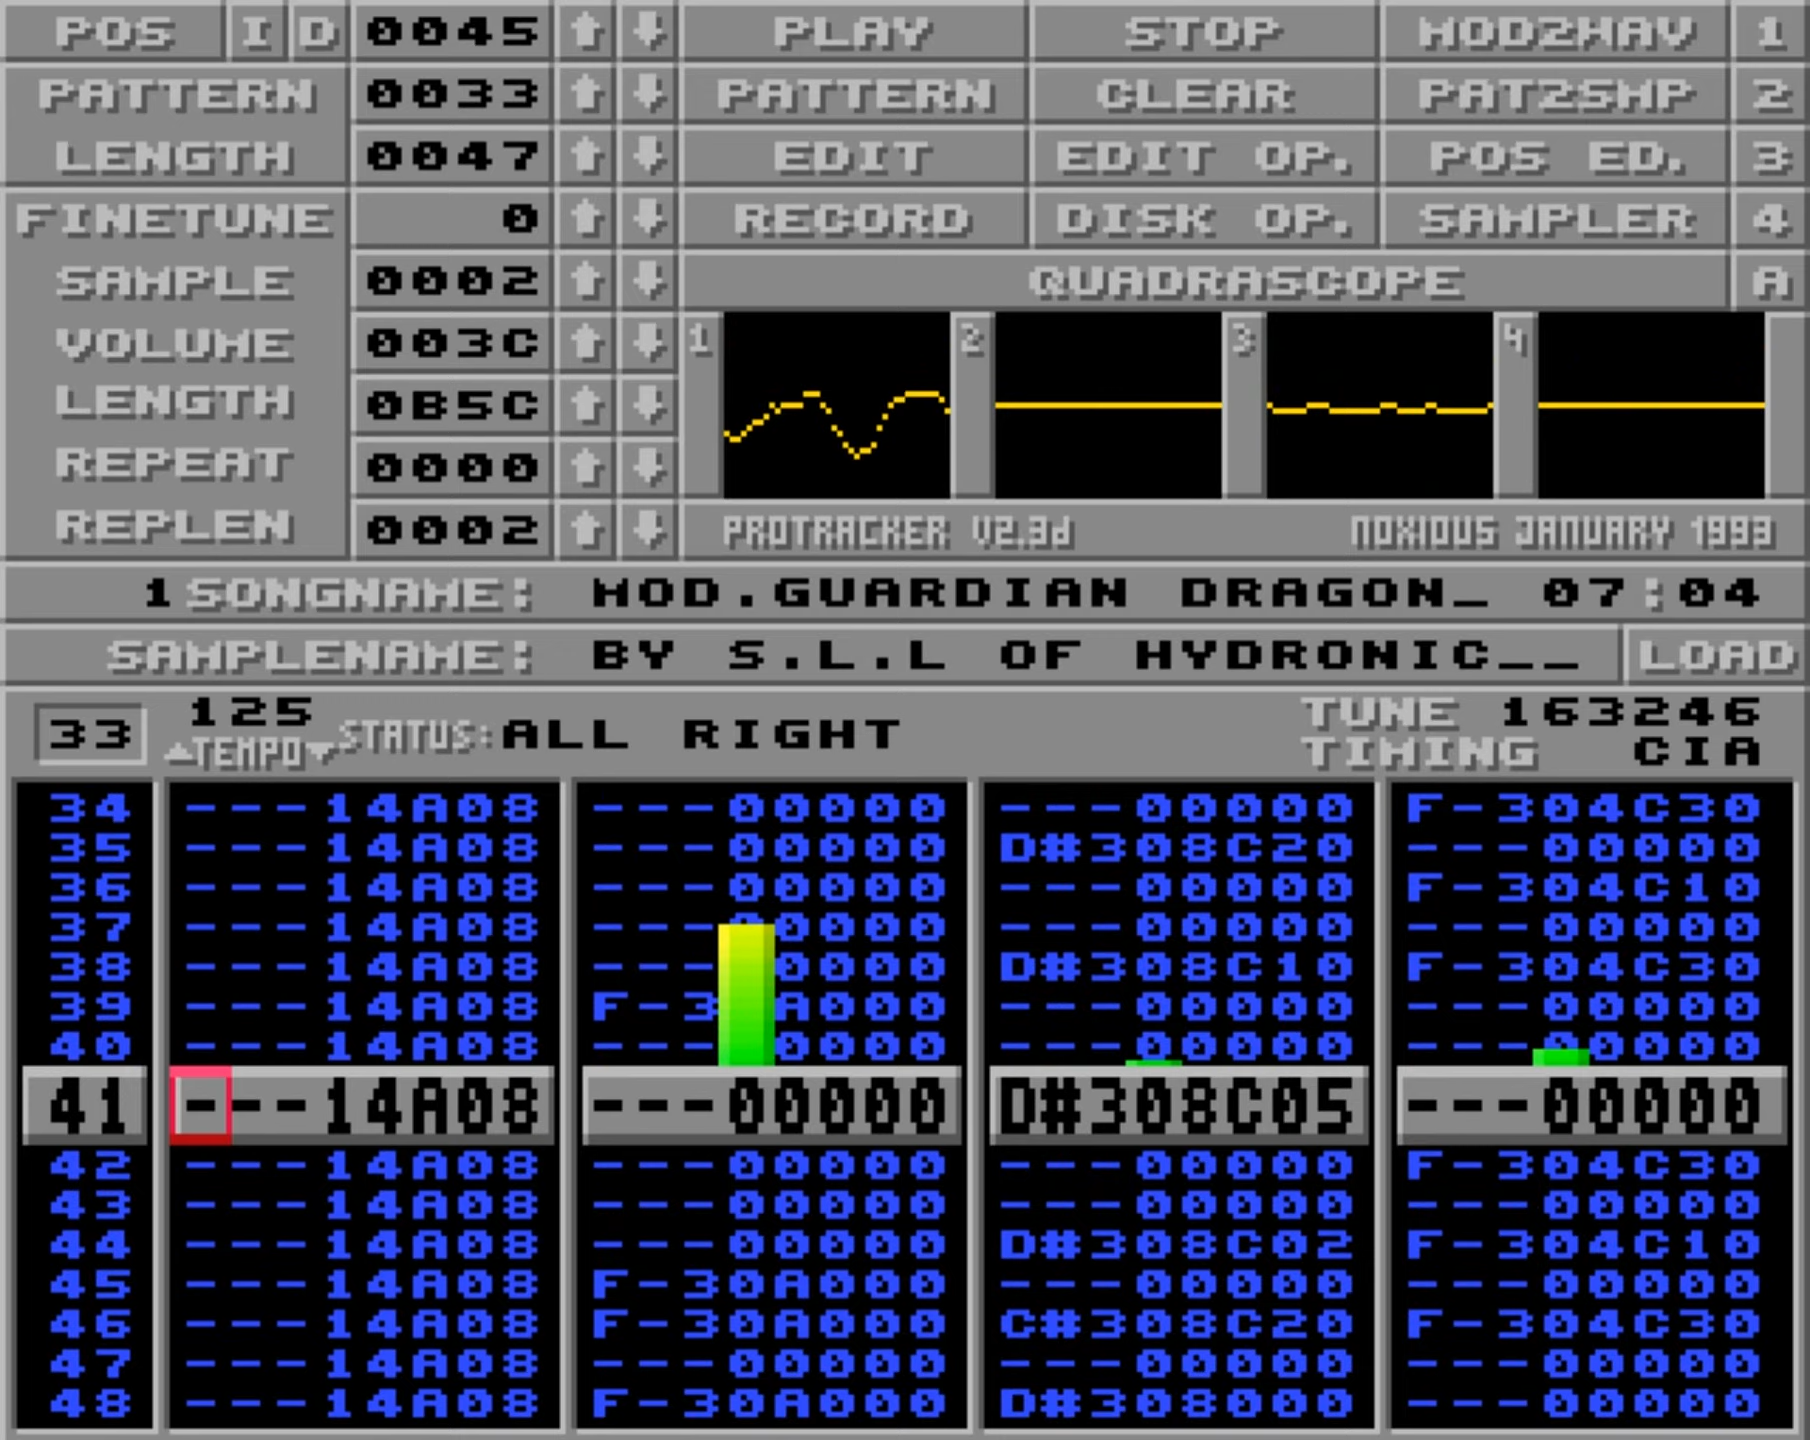 POS I D 0045 PLAY STOP MOD2WAV 1
PATTERN 0033 PATTERN CLEAR PAT2SMP 2
LENGTH 0047 EDIT EDIT OP. POS ED. 3
FINETUNE 0 RECORD DISK OP. SAMPLER 4
SAMPLE 0002 QUADRASCOPE A
VOLUME 003C 1 2 3 4
LENGTH 0B5C
REPEAT 0000
REPLEN 0002 PROTRACKER V2.3d NOXIOUS JANUARY 1993
1 SONGNAME: MOD.GUARDIAN DRAGON_ 07:04
SAMPLENAME: BY S.L.L OF HYDRONIC__ LOAD
33 125 TEMPO STATUS: ALL RIGHT TUNE 163246
TIMING CIA
34 ---14A08 ---00000 ---00000 F-304C30
35 ---14A08 ---00000 D#308C20 ---00000
36 ---14A08 ---00000 ---00000 F-304C10
37 ---14A08 ---00000 ---00000 ---00000
38 ---14A08 ---0000 D#308C10 F-304C30
39 ---14A08 F-3A000 ---00000 ---00000
40 ---14A08 ---0000 ---00000 ---00000
41 ---14A08 ---00000 D#308C05 ---00000
42 ---14A08 ---00000 ---00000 F-304C30
43 ---14A08 ---00000 ---00000 ---00000
44 ---14A08 ---00000 D#308C02 F-304C10
45 ---14A08 F-30A000 ---00000 ---00000
46 ---14A08 F-30A000 C#308C20 F-304C30
47 ---14A08 ---00000 ---00000 ---00000
48 ---14A08 F-30A000 D#308000 ---00000